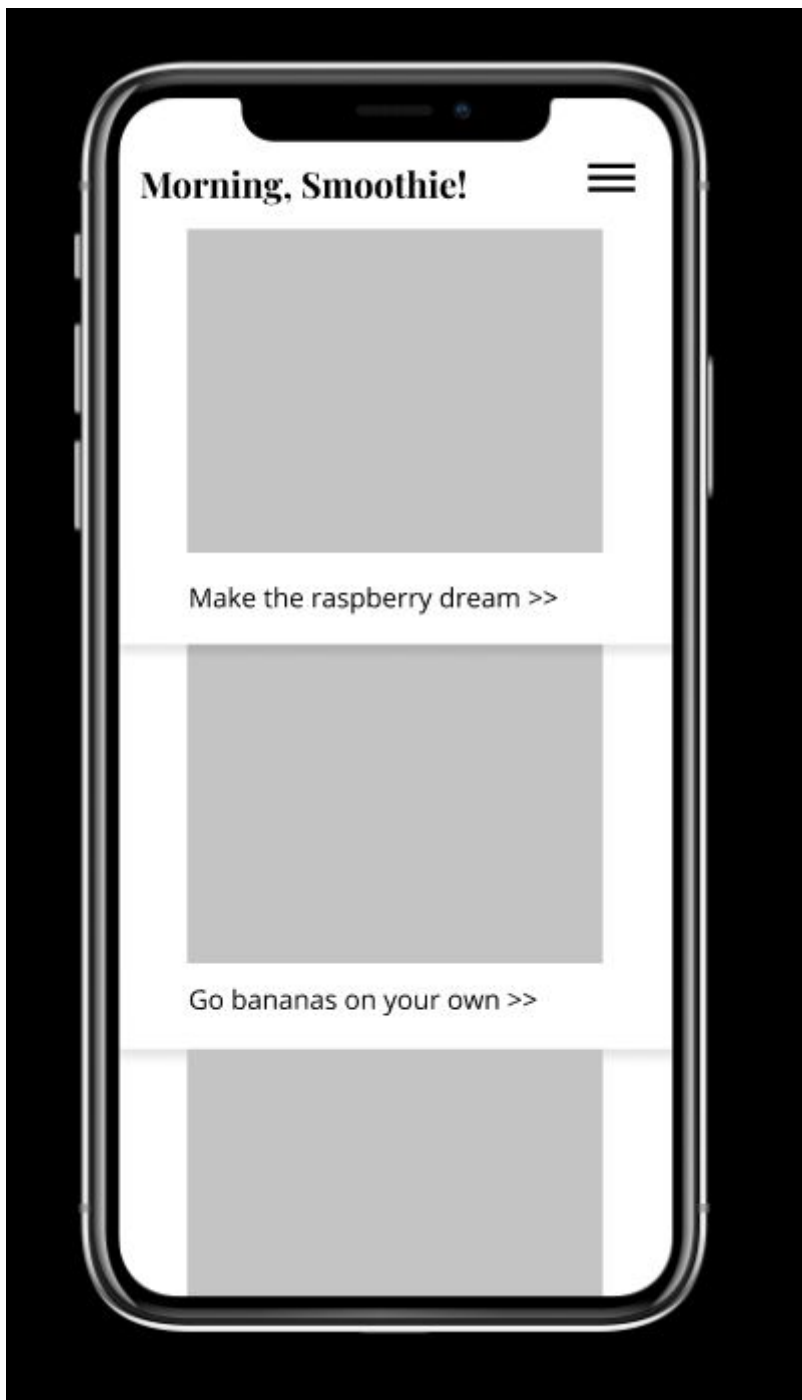 Morning, Smoothie!
Make the raspberry dream >>
Go bananas on your own >>